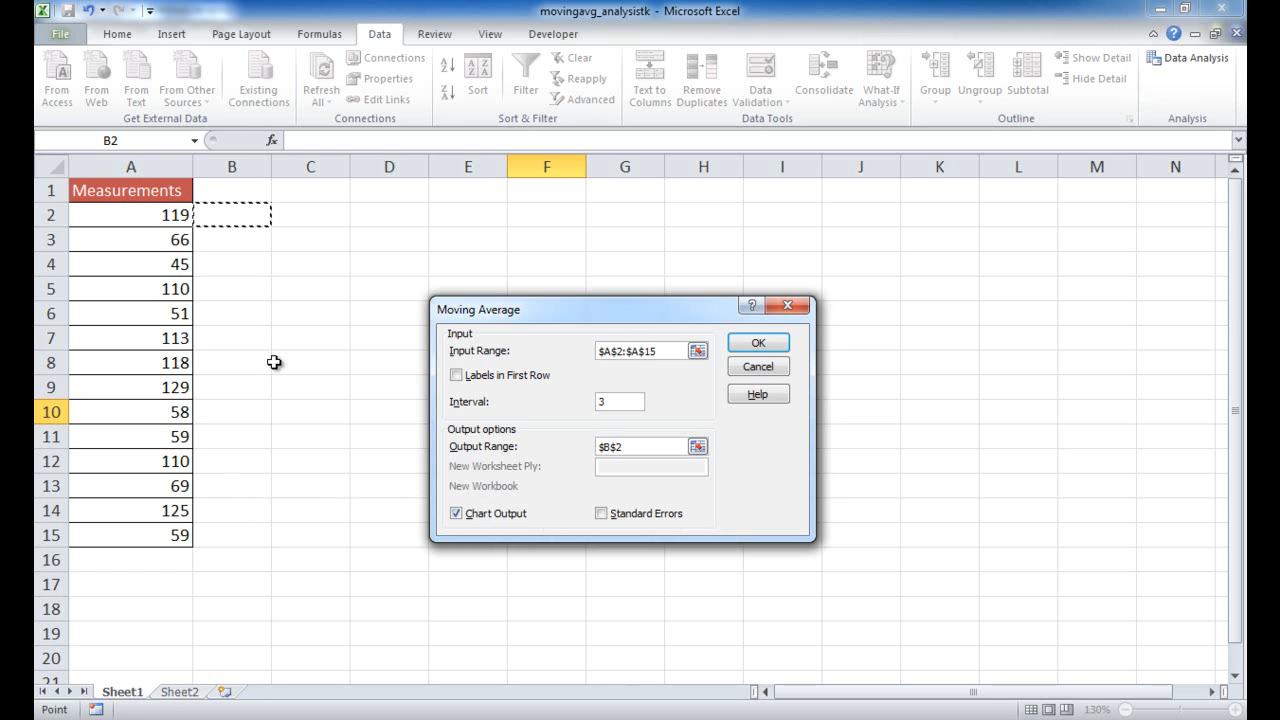 movingavg_analysistk - Microsoft Excel
File Home Insert Page Layout Formulas Data Review View Developer
From Access From Web From Text From Other Sources Existing Connections Refresh All Connections Properties Edit Links Sort Filter Clear Reapply Advanced Text to Columns Remove Duplicates Data Validation Consolidate What-If Analysis Group Ungroup Subtotal Show Detail Hide Detail Data Analysis
Get External Data Connections Sort & Filter Data Tools Outline Analysis
B2 fx
A B C D E F G H I J K L M N
1 Measurements
2 119
3 66
4 45
5 110
6 51
7 113
8 118
9 129
10 58
11 59
12 110
13 69
14 125
15 59
16
17
18
19
20
21
Moving Average
Input
Input Range: $A$2:$A$15 OK
Labels in First Row Cancel
Interval: 3 Help
Output options
Output Range: $B$2
New Worksheet Ply:
New Workbook
Chart Output Standard Errors
Sheet1 Sheet2
Point 130%